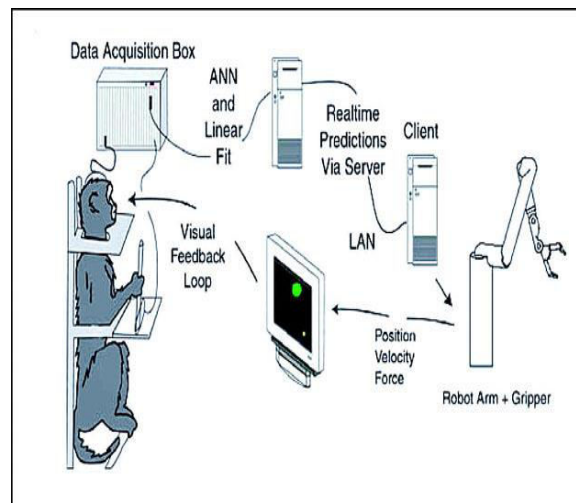 Data Acquisition Box
ANN
and
Linear
Fit
Realtime
Predictions
Via Server
Client
LAN
Visual
Feedback
Loop
Position
Velocity
Force
Robot Arm + Gripper